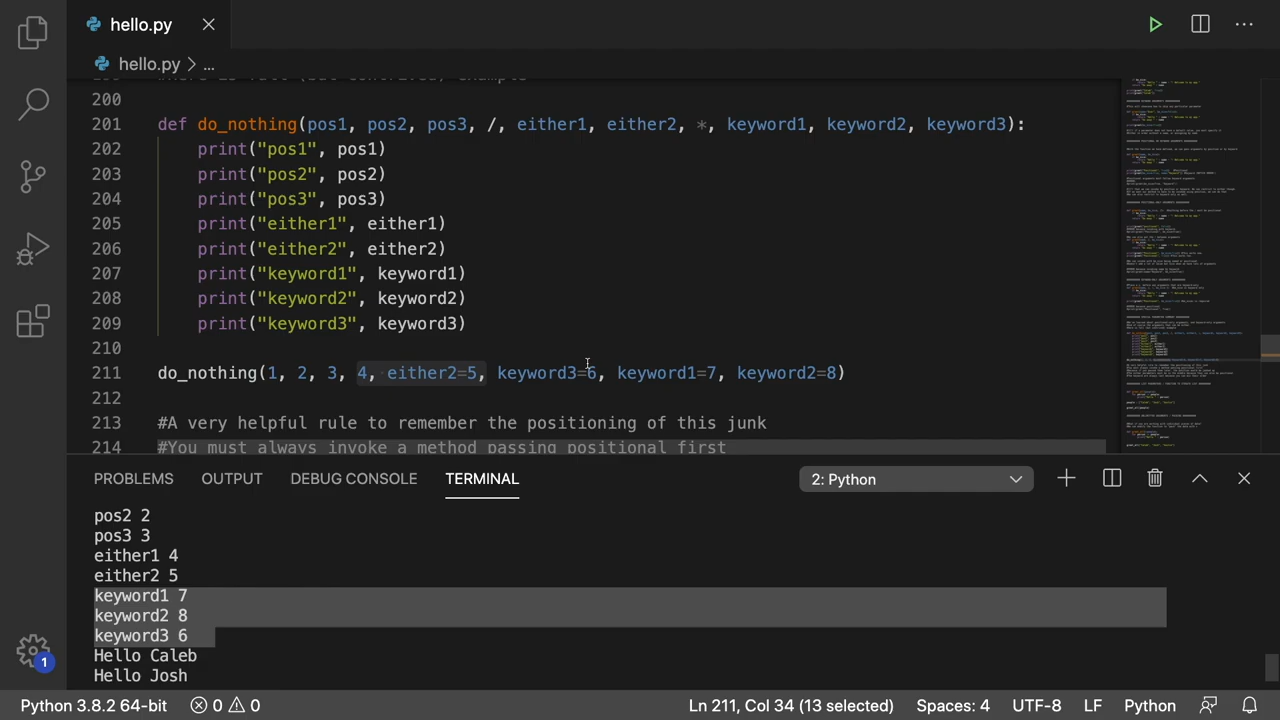 hello.py
hello.py > ...
200
201 def do_nothing(pos1, pos2, pos3, /, either1, either2, *, keyword1, keyword2, keyword3):
202 print("pos1", pos1)
203 print("pos2", pos2)
204 print("pos3", pos3)
205 print("either1", either1)
206 print("either2", either2)
207 print("keyword1", keyword1)
208 print("keyword2", keyword2)
209 print("keyword3", keyword3)
210
211 do_nothing(1, 2, 3, 4, either2=5, keyword3=6, keyword1=7, keyword2=8)
212
213 #A very helpful rule to remember the positioning of this junk
214 #You must always invoke a method passing positional first
PROBLEMS OUTPUT DEBUG CONSOLE TERMINAL 2: Python
pos2 2
pos3 3
either1 4
either2 5
keyword1 7
keyword2 8
keyword3 6
Hello Caleb
Hello Josh
1
Python 3.8.2 64-bit 0 0 Ln 211, Col 34 (13 selected) Spaces: 4 UTF-8 LF Python